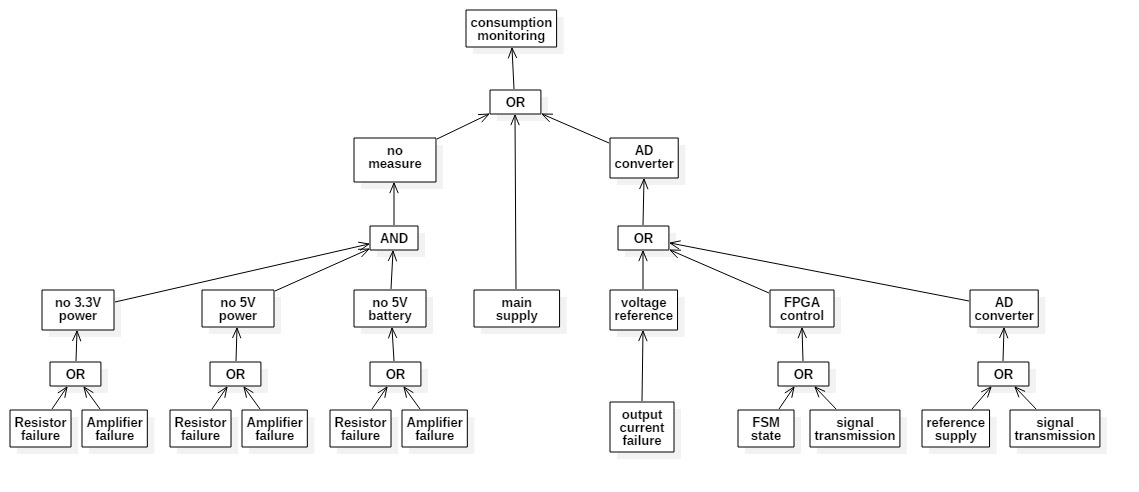 consumption
monitoring
OR
no
measure
AD
converter
AND
OR
no 3.3V
power
no 5V
power
no 5V
battery
main
supply
voltage
reference
FPGA
control
AD
converter
OR
OR
OR
OR
OR
Resistor
failure
Amplifier
failure
Resistor
failure
Amplifier
failure
Resistor
failure
Amplifier
failure
output
current
failure
FSM
state
signal
transmission
reference
supply
signal
transmission